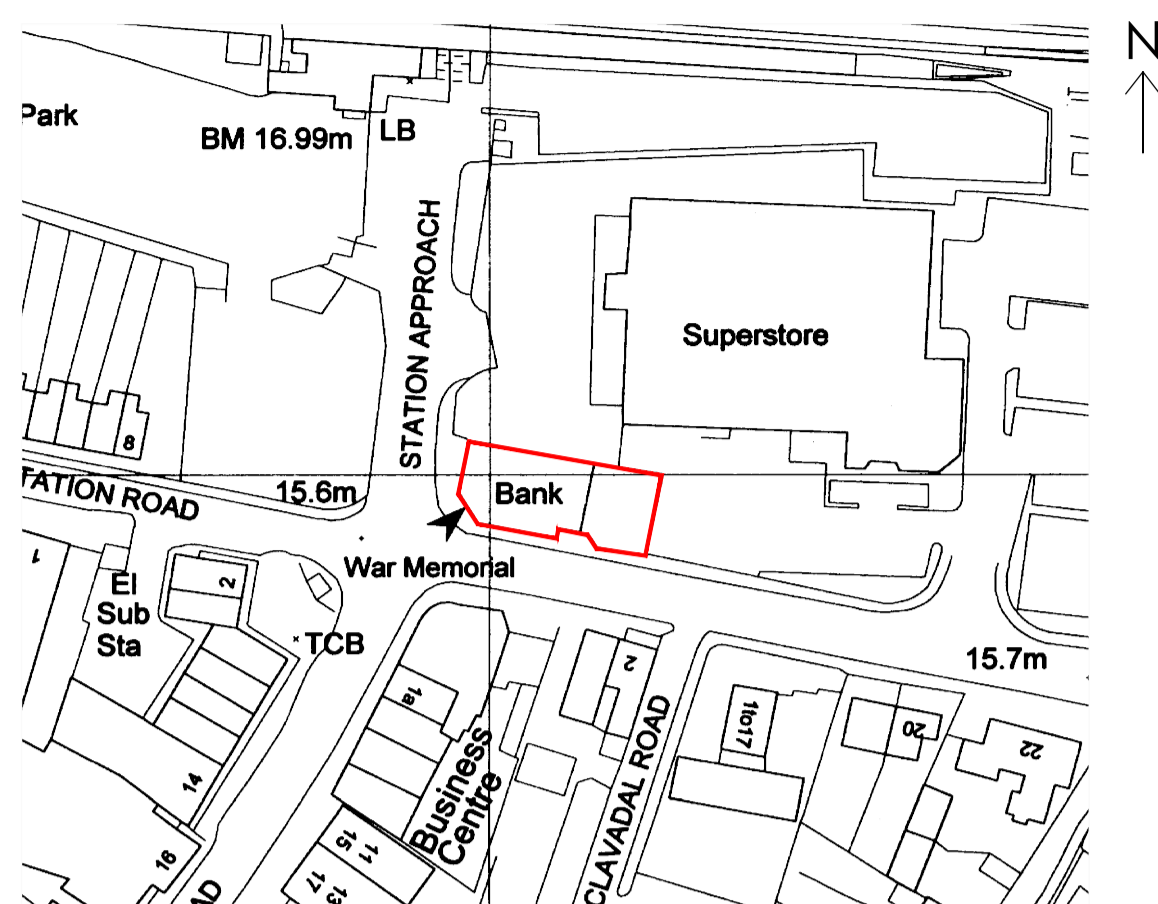 N
Park
BM 16.99m
LB
STATION APPROACH
Superstore
8
TATION ROAD
15.6m
Bank
War Memorial
1
El
Sub
Sta
2
TCB
15.7m
1a
2
1to17
20
22
Business
Centre
CLAVADAL ROAD
14
16
11
15
13
17
AD